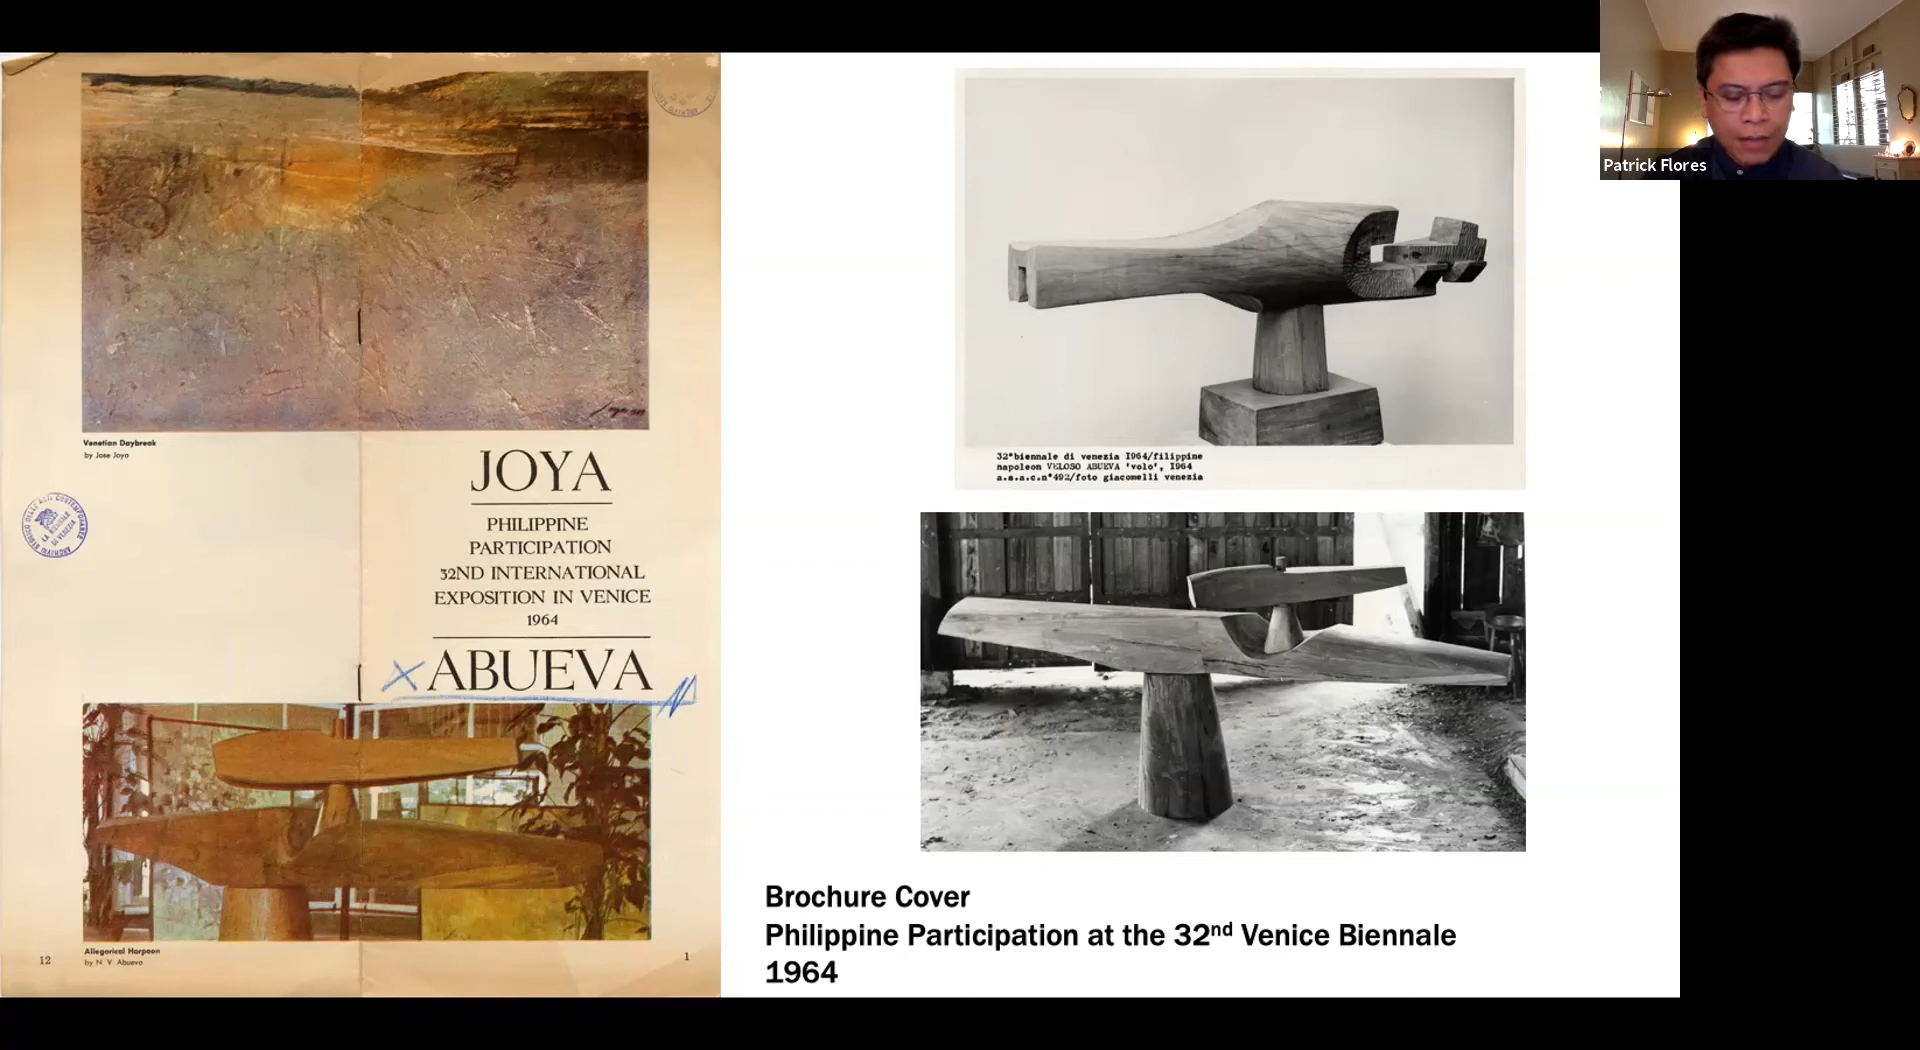 Venetian Daybreak
by Jose Joya
JOYA
PHILIPPINE
PARTICIPATION
32ND INTERNATIONAL
EXPOSITION IN VENICE
1964
ABUEVA
Allegorical Harpoon
by N V Abueva
12
1
32°biennale di venezia I964/filippine
napoleon VELOSO ABUEVA 'volo', I964
a.s.a.c.n°492/foto giacomelli venezia
Brochure Cover
Philippine Participation at the 32nd Venice Biennale
1964
Patrick Flores